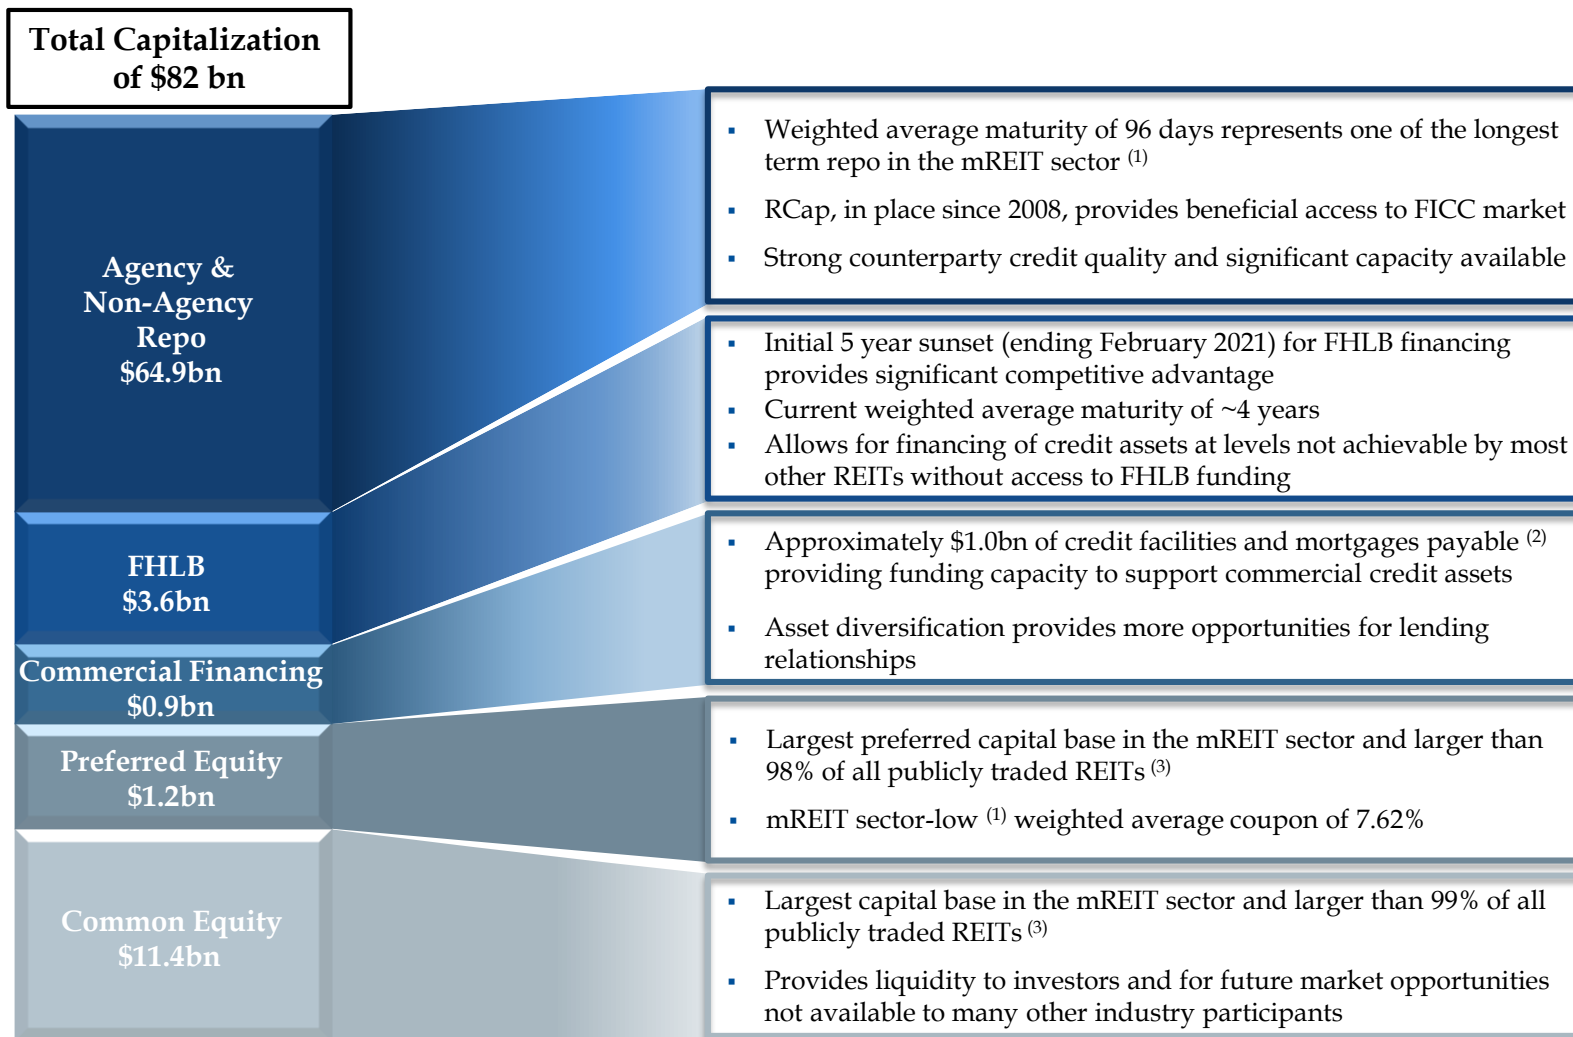 Total Capitalization
of $82 bn
Agency &
Non-Agency
Repo
$64.9bn
FHLB
$3.6bn
Commercial Financing
$0.9bn
Preferred Equity
$1.2bn
Common Equity
$11.4bn
▪ Weighted average maturity of 96 days represents one of the longest
term repo in the mREIT sector (1)
▪ RCap, in place since 2008, provides beneficial access to FICC market
▪ Strong counterparty credit quality and significant capacity available
▪ Initial 5 year sunset (ending February 2021) for FHLB financing
provides significant competitive advantage
▪ Current weighted average maturity of ~4 years
▪ Allows for financing of credit assets at levels not achievable by most
other REITs without access to FHLB funding
▪ Approximately $1.0bn of credit facilities and mortgages payable (2)
providing funding capacity to support commercial credit assets
▪ Asset diversification provides more opportunities for lending
relationships
▪ Largest preferred capital base in the mREIT sector and larger than
98% of all publicly traded REITs (3)
▪ mREIT sector-low (1) weighted average coupon of 7.62%
▪ Largest capital base in the mREIT sector and larger than 99% of all
publicly traded REITs (3)
▪ Provides liquidity to investors and for future market opportunities
not available to many other industry participants